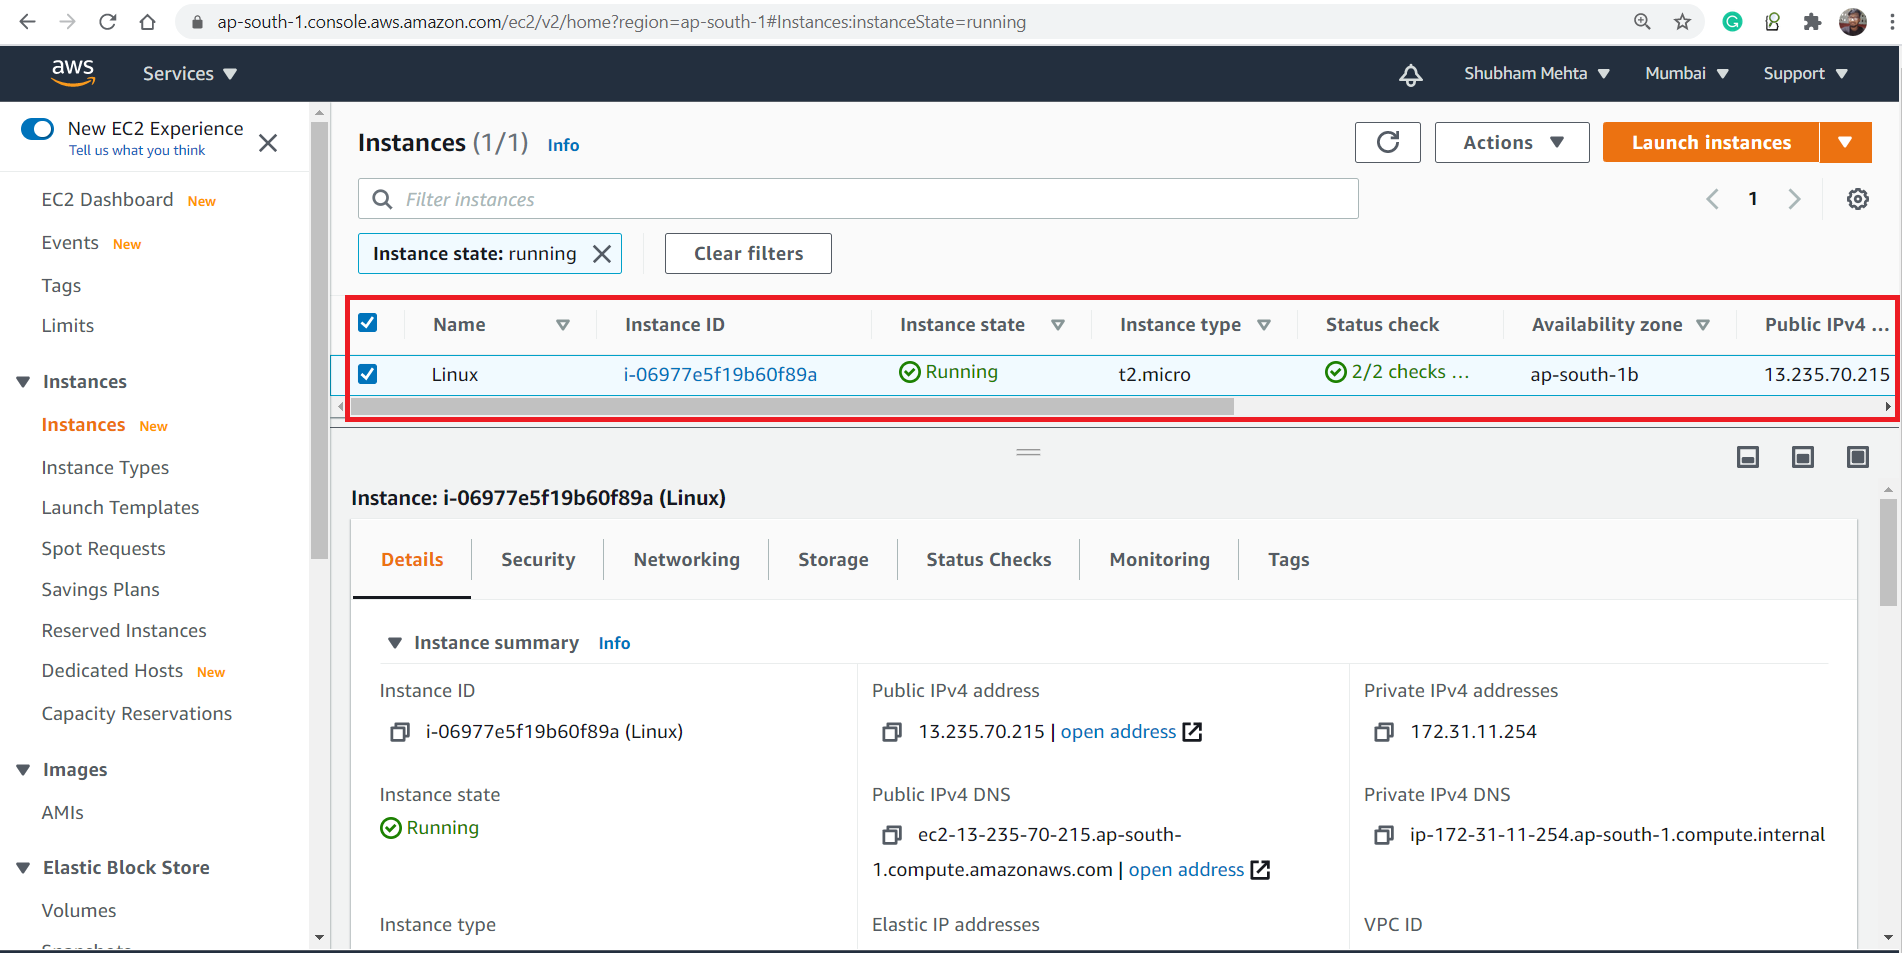 ap-south-1.console.aws.amazon.com/ec2/v2/home?region=ap-south-1#Instances:instanceState=running
aws Services Shubham Mehta Mumbai Support
New EC2 Experience
Tell us what you think
EC2 Dashboard New
Events New
Tags
Limits
Instances
Instances New
Instance Types
Launch Templates
Spot Requests
Savings Plans
Reserved Instances
Dedicated Hosts New
Capacity Reservations
Images
AMIs
Elastic Block Store
Volumes
Snapshots
Instances (1/1) Info Actions Launch instances
Filter instances 1
Instance state: running Clear filters
Name Instance ID Instance state Instance type Status check Availability zone Public IPv4 ...
Linux i-06977e5f19b60f89a Running t2.micro 2/2 checks ... ap-south-1b 13.235.70.215
Instance: i-06977e5f19b60f89a (Linux)
Details Security Networking Storage Status Checks Monitoring Tags
Instance summary Info
Instance ID Public IPv4 address Private IPv4 addresses
i-06977e5f19b60f89a (Linux) 13.235.70.215 | open address 172.31.11.254
Instance state Public IPv4 DNS Private IPv4 DNS
Running ec2-13-235-70-215.ap-south- ip-172-31-11-254.ap-south-1.compute.internal
1.compute.amazonaws.com | open address
Instance type Elastic IP addresses VPC ID